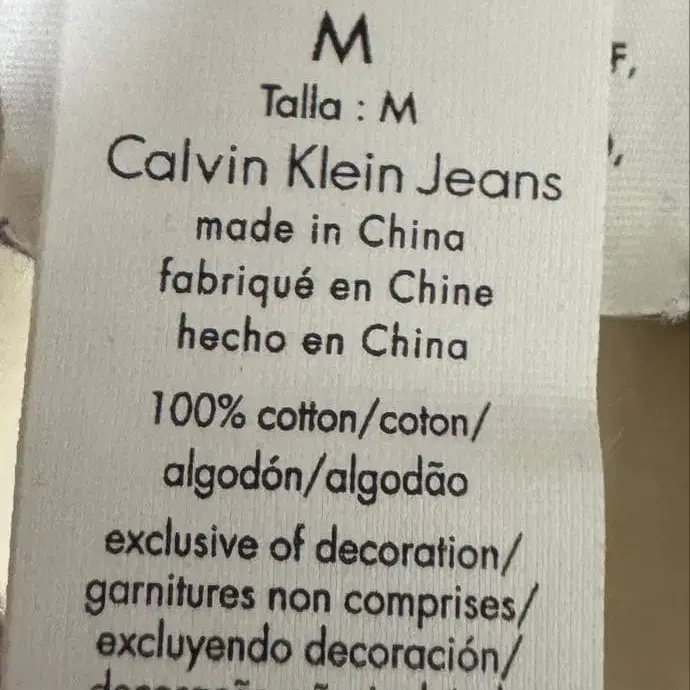 M
Talla : M
Calvin Klein Jeans
made in China
fabriqué en Chine
hecho en China
100% cotton/coton/
algodón/algodão
exclusive of decoration/
garnitures non comprises/
excluyendo decoración/